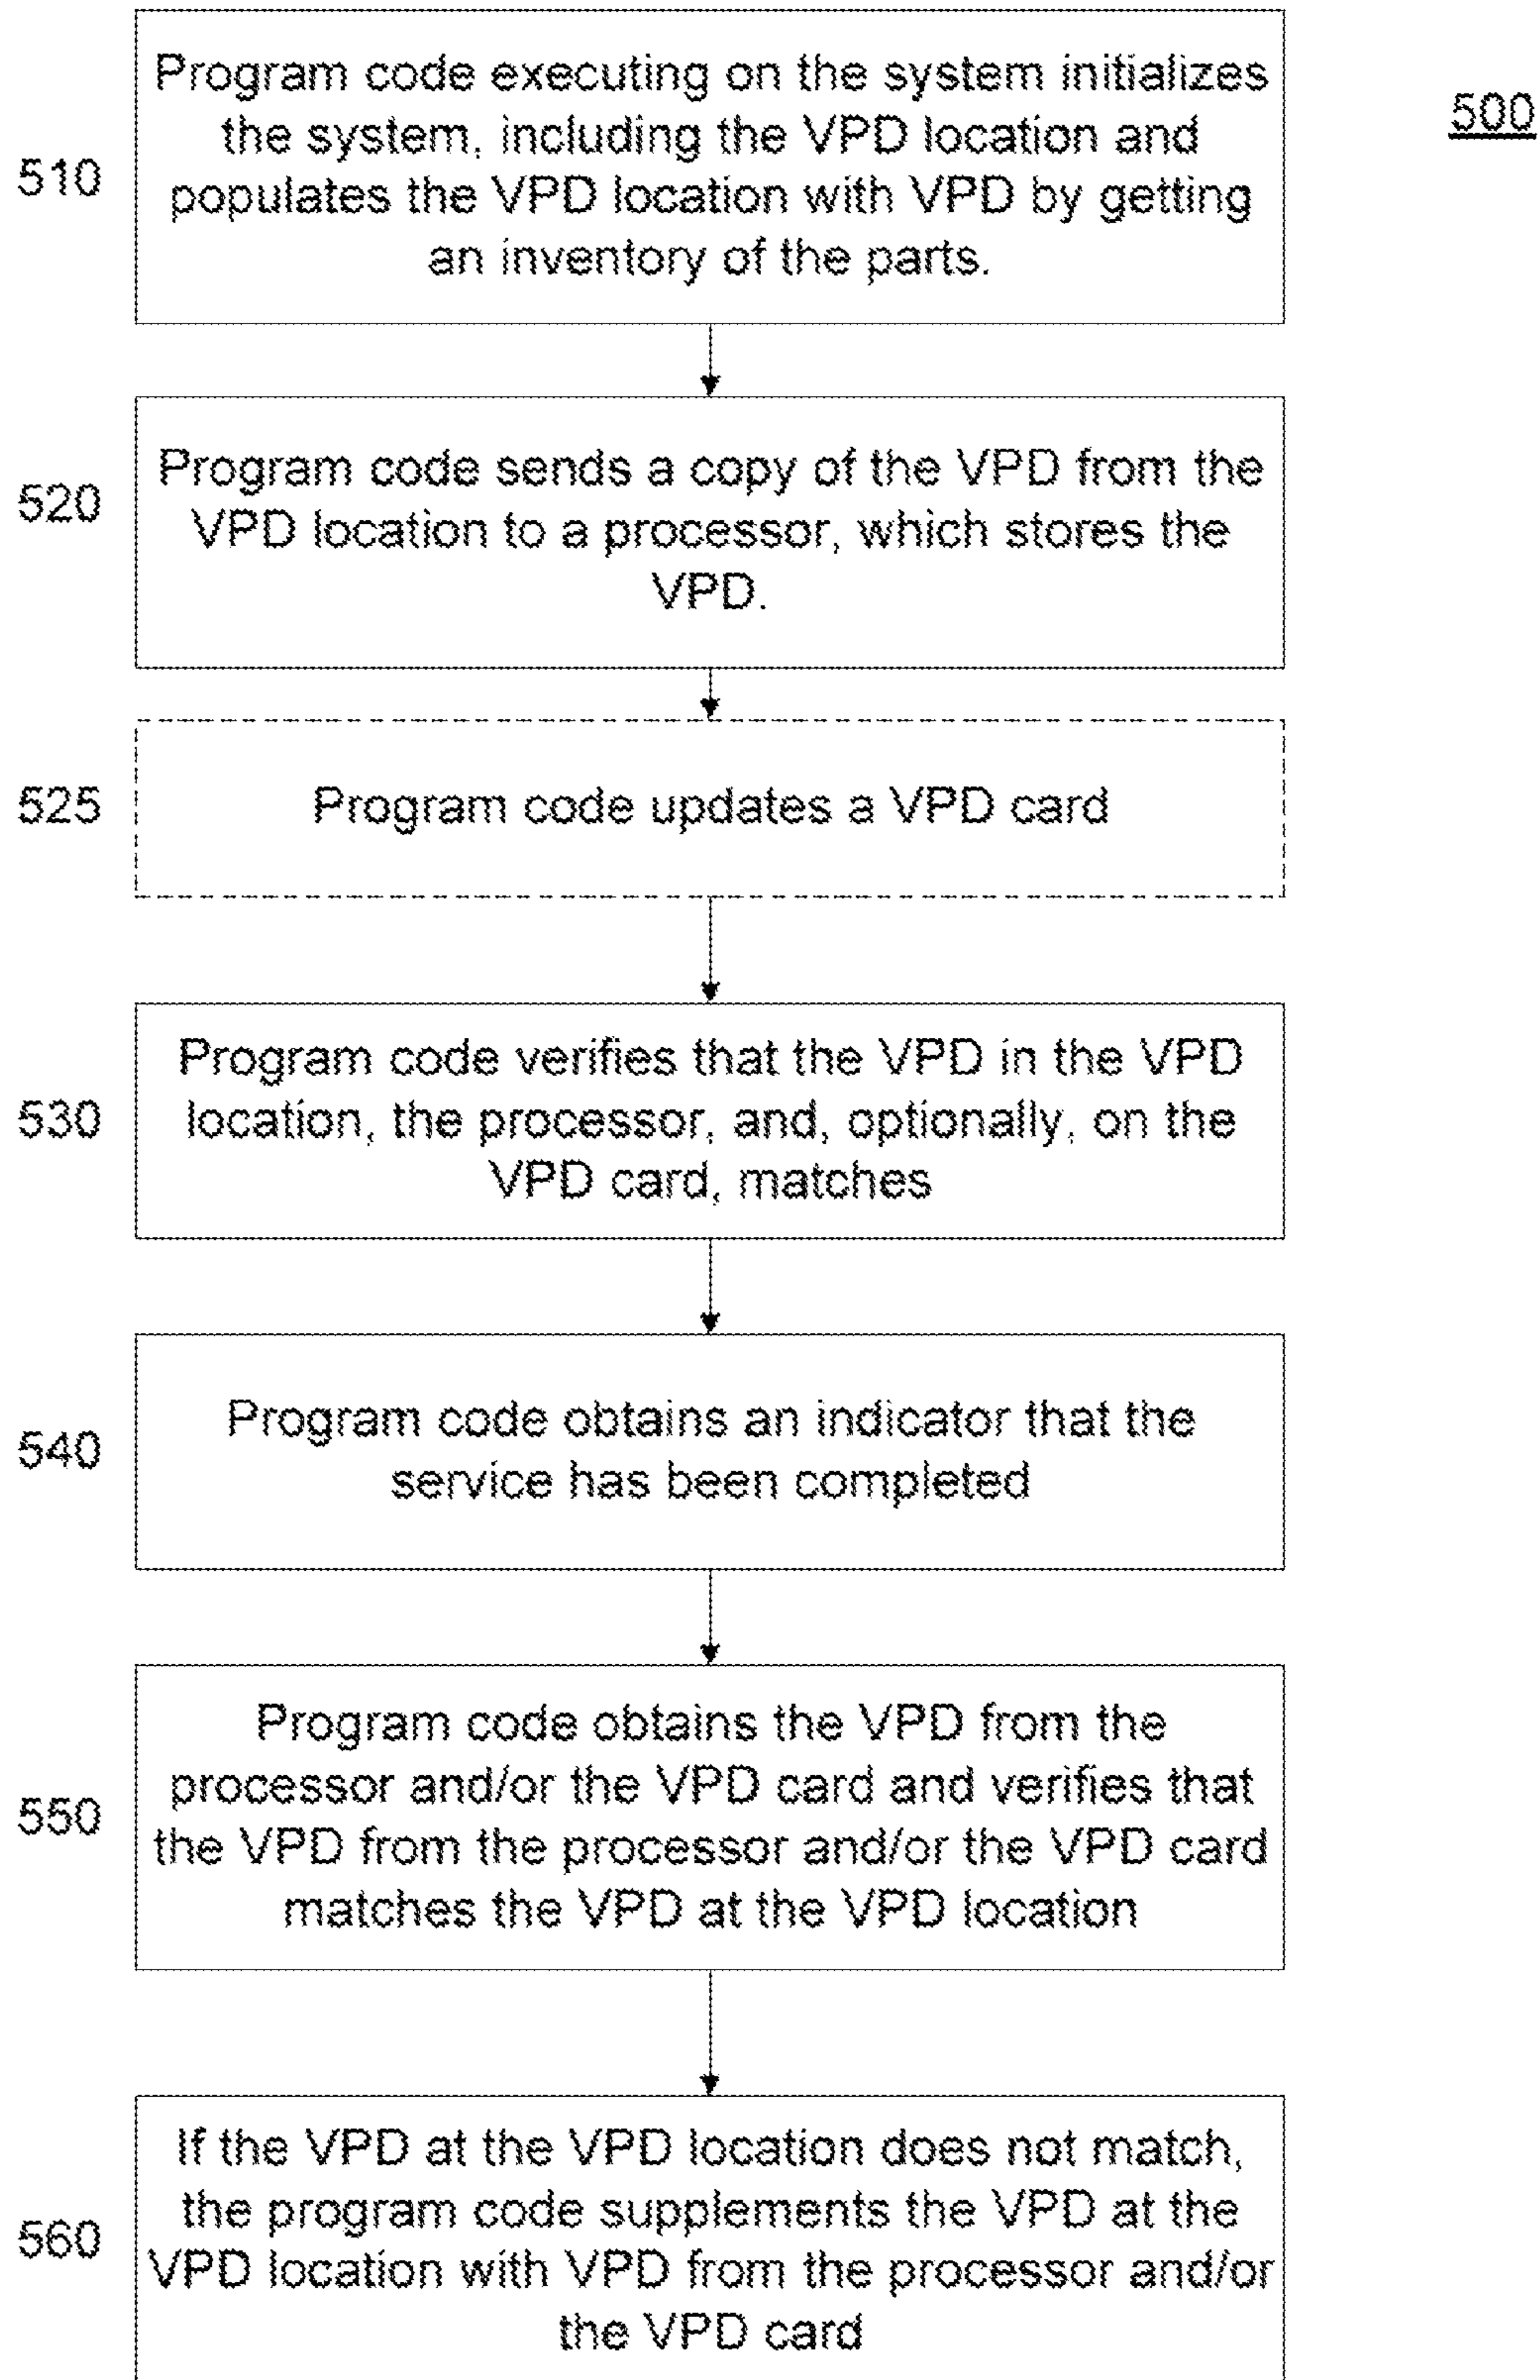 500
510
Program code executing on the system initializes
the system, including the VPD location and
populates the VPD location with VPD by getting
an inventory of the parts.
520
Program code sends a copy of the VPD from the
VPD location to a processor, which stores the
VPD.
525
Program code updates a VPD card
530
Program code verifies that the VPD in the VPD
location, the processor, and, optionally, on the
VPD card, matches
540
Program code obtains an indicator that the
service has been completed
550
Program code obtains the VPD from the
processor and/or the VPD card and verifies that
the VPD from the processor and/or the VPD card
matches the VPD at the VPD location
560
If the VPD at the VPD location does not match,
the program code supplements the VPD at the
VPD location with VPD from the processor and/or
the VPD card